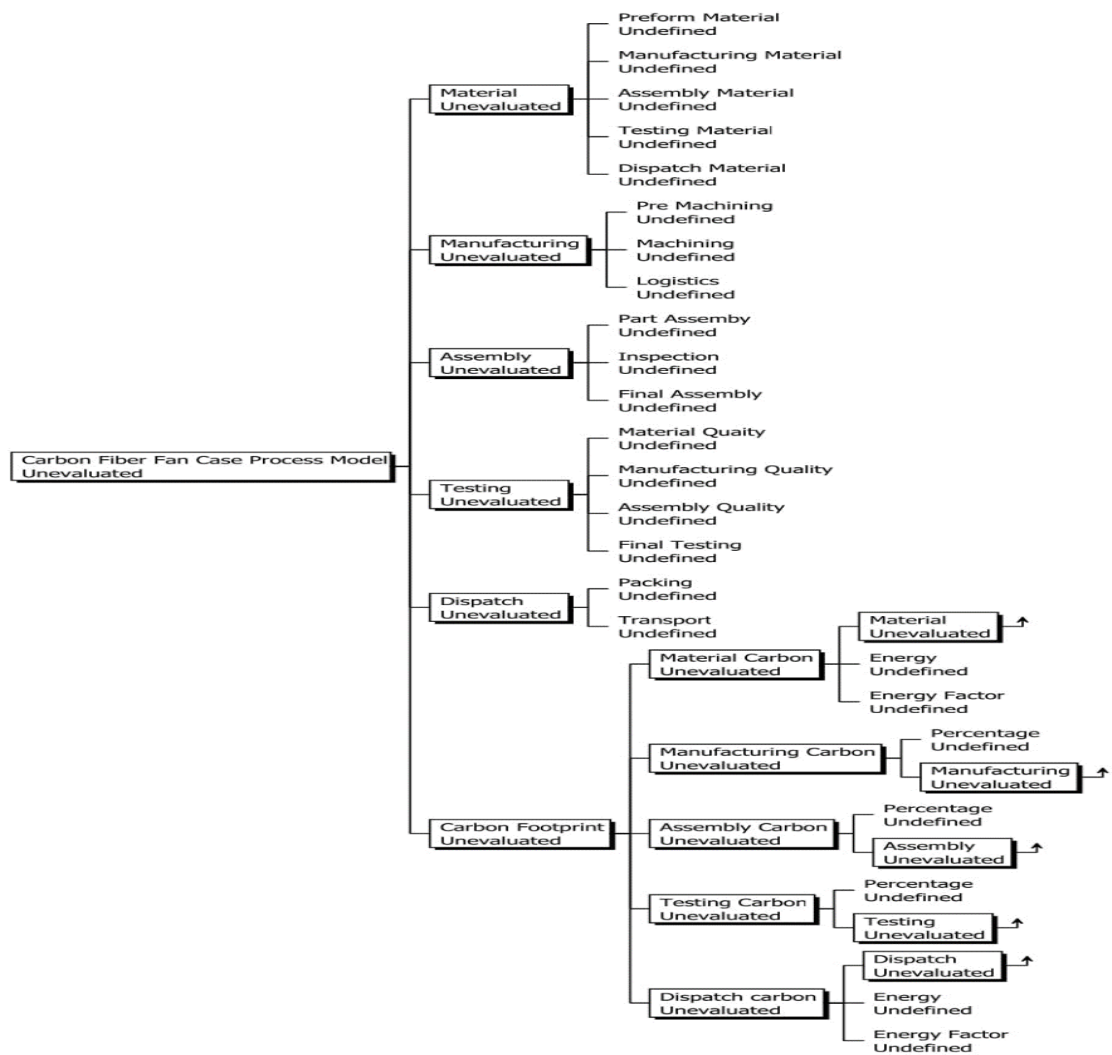 Carbon Fiber Fan Case Process Model
Unevaluated
Material
Unevaluated
Preform Material
Undefined
Manufacturing Material
Undefined
Assembly Material
Undefined
Testing Material
Undefined
Dispatch Material
Undefined
Manufacturing
Unevaluated
Pre Machining
Undefined
Machining
Undefined
Logistics
Undefined
Assembly
Unevaluated
Part Assemby
Undefined
Inspection
Undefined
Final Assembly
Undefined
Testing
Unevaluated
Material Quaity
Undefined
Manufacturing Quality
Undefined
Assembly Quality
Undefined
Final Testing
Undefined
Dispatch
Unevaluated
Packing
Undefined
Transport
Undefined
Carbon Footprint
Unevaluated
Material Carbon
Unevaluated
Material
Unevaluated
Energy
Undefined
Energy Factor
Undefined
Manufacturing Carbon
Unevaluated
Percentage
Undefined
Manufacturing
Unevaluated
Assembly Carbon
Unevaluated
Percentage
Undefined
Assembly
Unevaluated
Testing Carbon
Unevaluated
Percentage
Undefined
Testing
Unevaluated
Dispatch carbon
Unevaluated
Dispatch
Unevaluated
Energy
Undefined
Energy Factor
Undefined